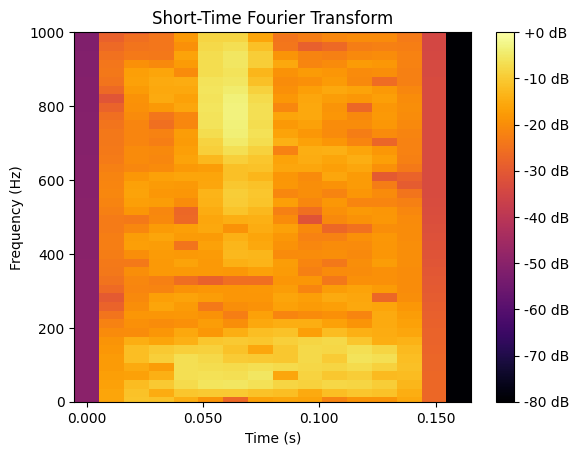 Short-Time Fourier Transform
1000
800
600
400
200
0
Frequency (Hz)
0.000
0.050
0.100
0.150
Time (s)
+0 dB
-10 dB
-20 dB
-30 dB
-40 dB
-50 dB
-60 dB
-70 dB
-80 dB